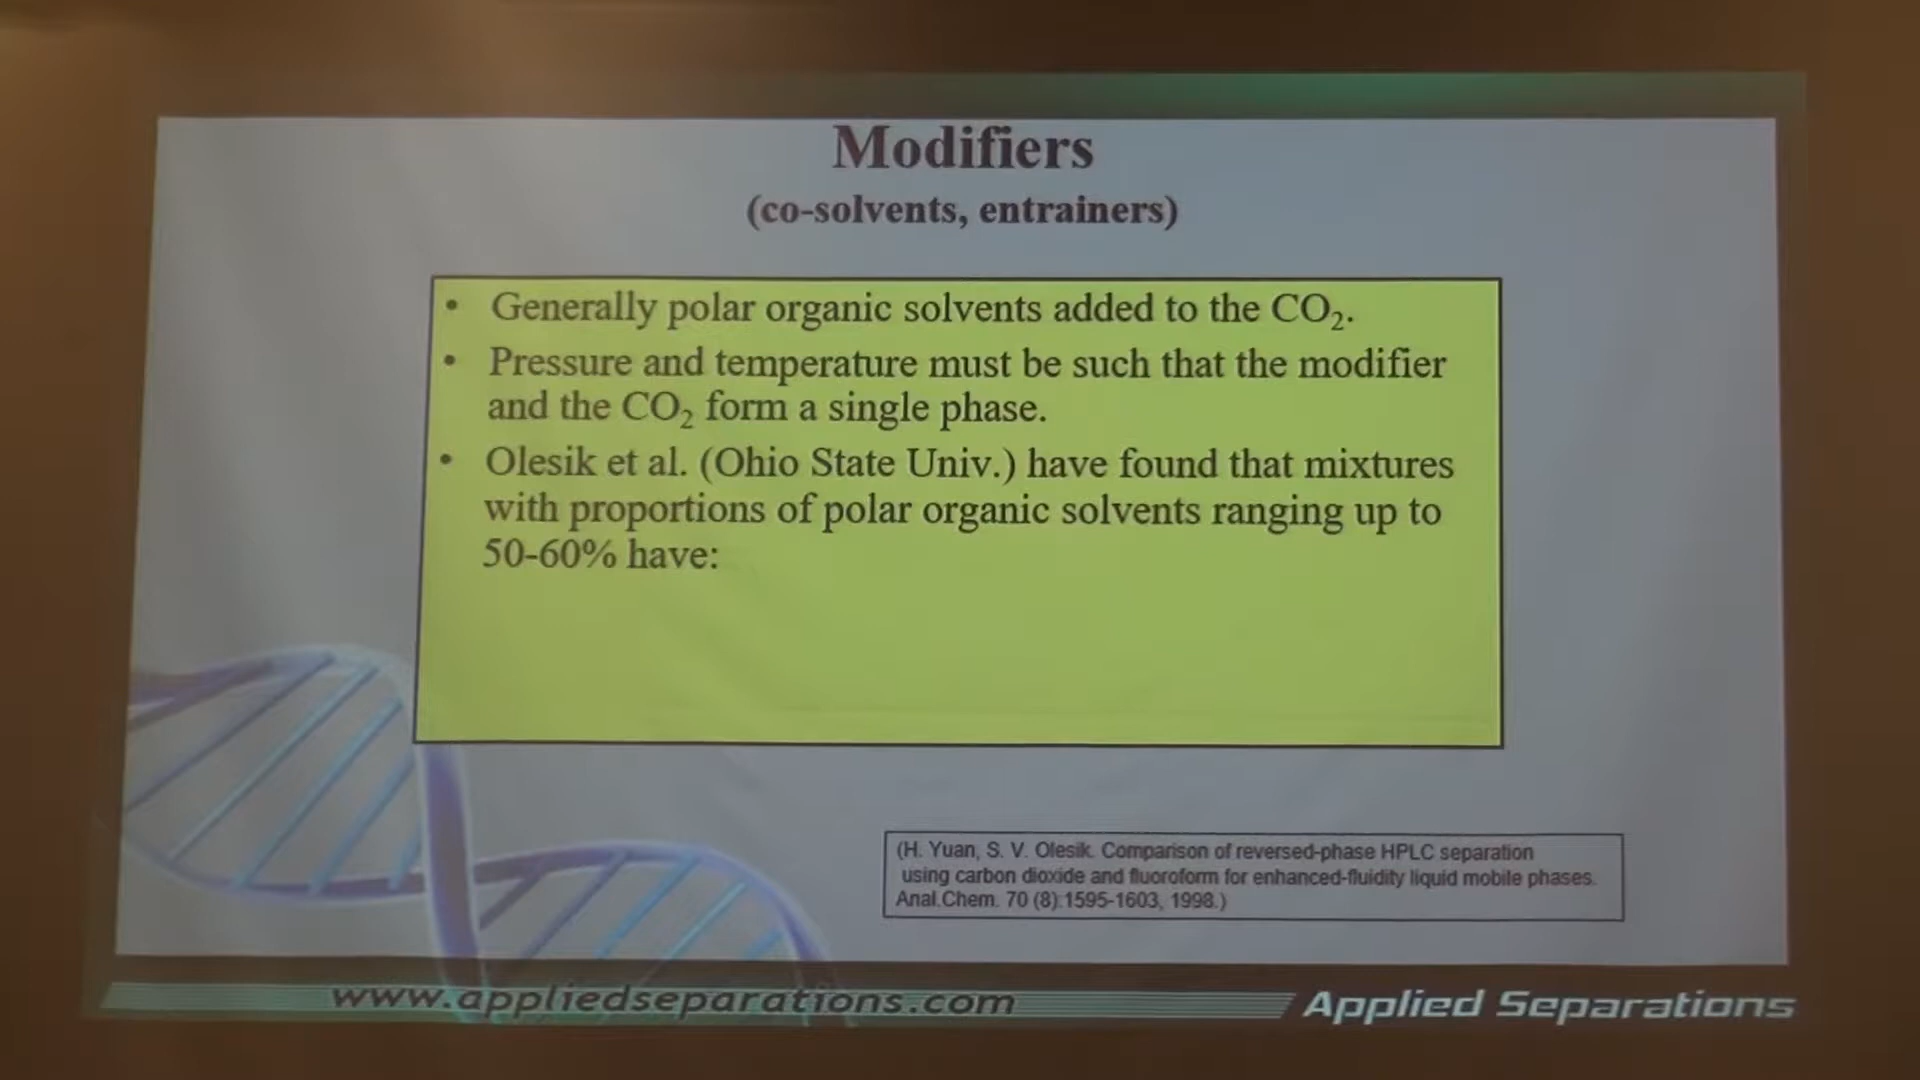 Modifiers
(co-solvents, entrainers)
• Generally polar organic solvents added to the CO₂.
• Pressure and temperature must be such that the modifier
and the CO₂ form a single phase.
• Olesik et al. (Ohio State Univ.) have found that mixtures
with proportions of polar organic solvents ranging up to
50-60% have:
(H. Yuan, S. V. Olesik. Comparison of reversed-phase HPLC separation
using carbon dioxide and fluoroform for enhanced-fluidity liquid mobile phases.
Anal.Chem. 70 (8):1595-1603, 1998.)
www.appliedseparations.com
Applied Separations